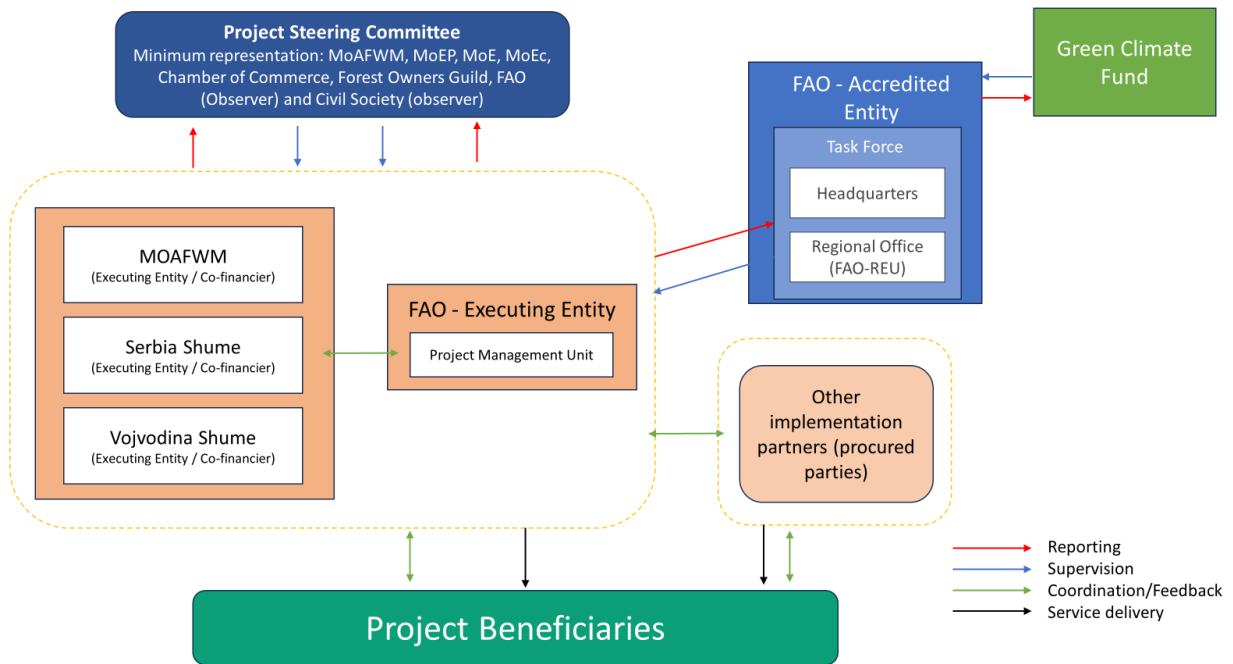 Project Steering Committee
Minimum representation: MoAFWM, MoEP, MoE, MoEc,
Chamber of Commerce, Forest Owners Guild, FAO
(Observer) and Civil Society (observer)
Green Climate
Fund
FAO - Accredited
Entity
Task Force
Headquarters
Regional Office
(FAO-REU)
MOAFWM
(Executing Entity / Co-financier)
Serbia Shume
(Executing Entity / Co-financier)
Vojvodina Shume
(Executing Entity / Co-financier)
FAO - Executing Entity
Project Management Unit
Other
implementation
partners (procured
parties)
Project Beneficiaries
Reporting
Supervision
Coordination/Feedback
Service delivery